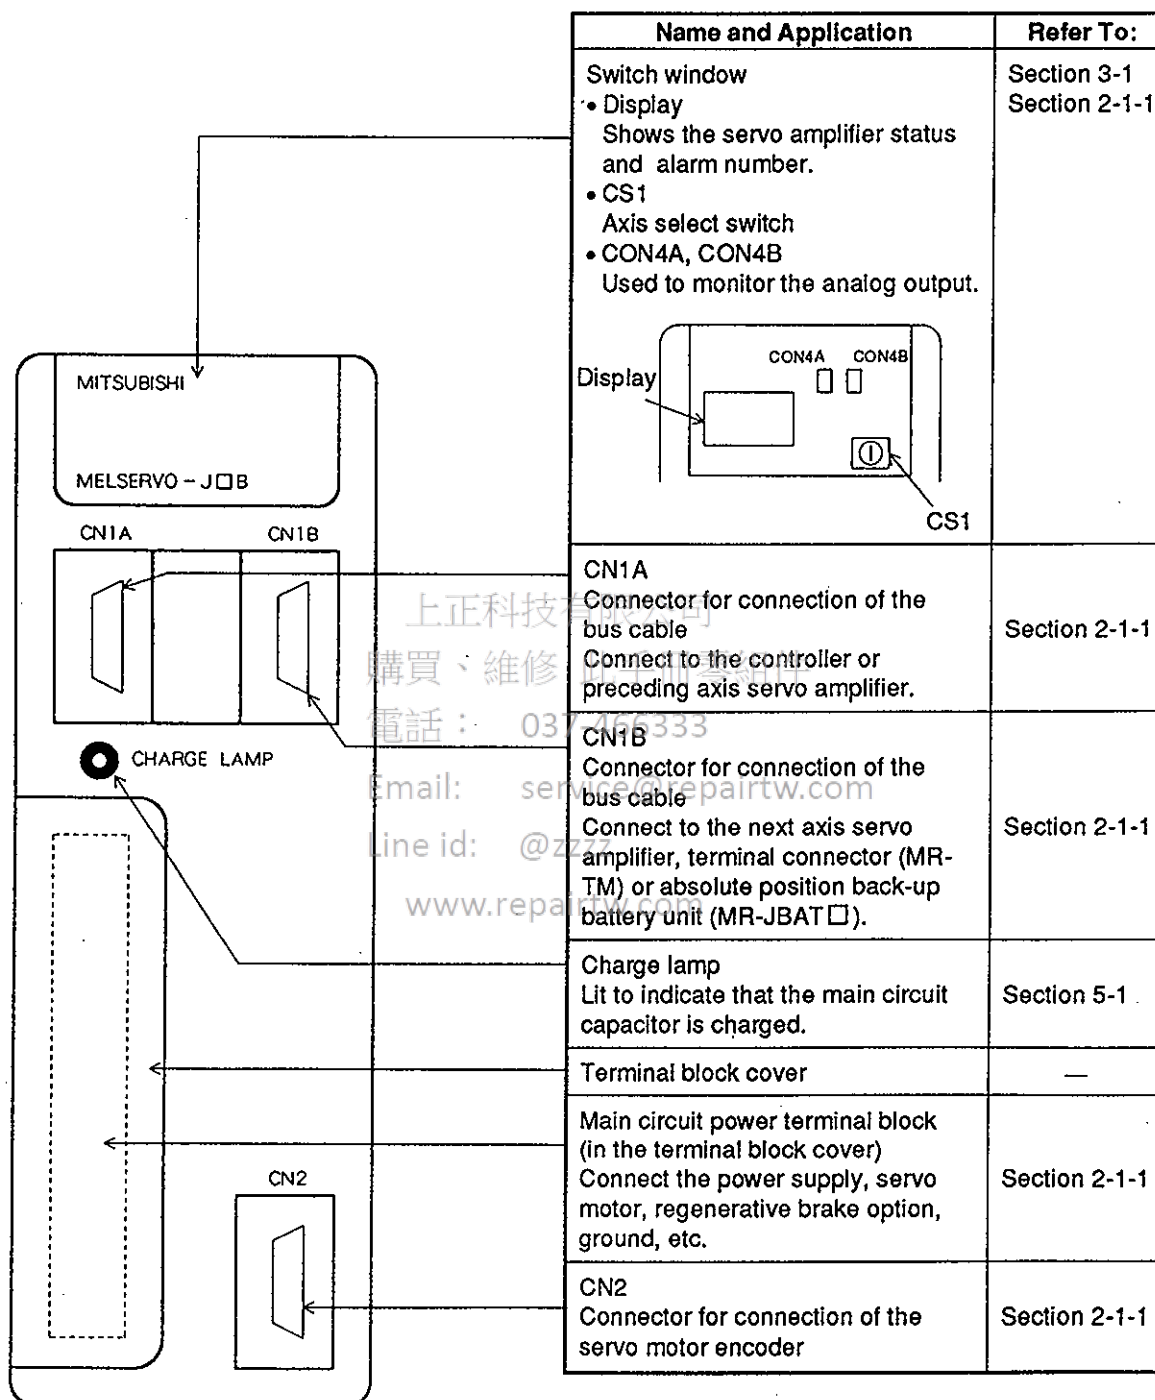 Name and Application
Refer To:
Switch window
• Display
Shows the servo amplifier status
and alarm number.
• CS1
Axis select switch
• CON4A, CON4B
Used to monitor the analog output.
Section 3-1
Section 2-1-1
CON4A
CON4B
Display
CS1
MITSUBISHI
MELSERVO-J□B
CN1A
CN1B
CHARGE LAMP
CN2
CN1A
Connector for connection of the
bus cable
Connect to the controller or
preceding axis servo amplifier.
Section 2-1-1
CN1B
Connector for connection of the
bus cable
Connect to the next axis servo
amplifier, terminal connector (MR-
TM) or absolute position back-up
battery unit (MR-JBAT□).
Section 2-1-1
Charge lamp
Lit to indicate that the main circuit
capacitor is charged.
Section 5-1
Terminal block cover
—
Main circuit power terminal block
(in the terminal block cover)
Connect the power supply, servo
motor, regenerative brake option,
ground, etc.
Section 2-1-1
CN2
Connector for connection of the
servo motor encoder
Section 2-1-1
上正科技有限公司
購買、維修 此手冊零組件
電話： 037-466333
Email: service@repairtw.com
Line id: @zzzz
www.repairtw.com